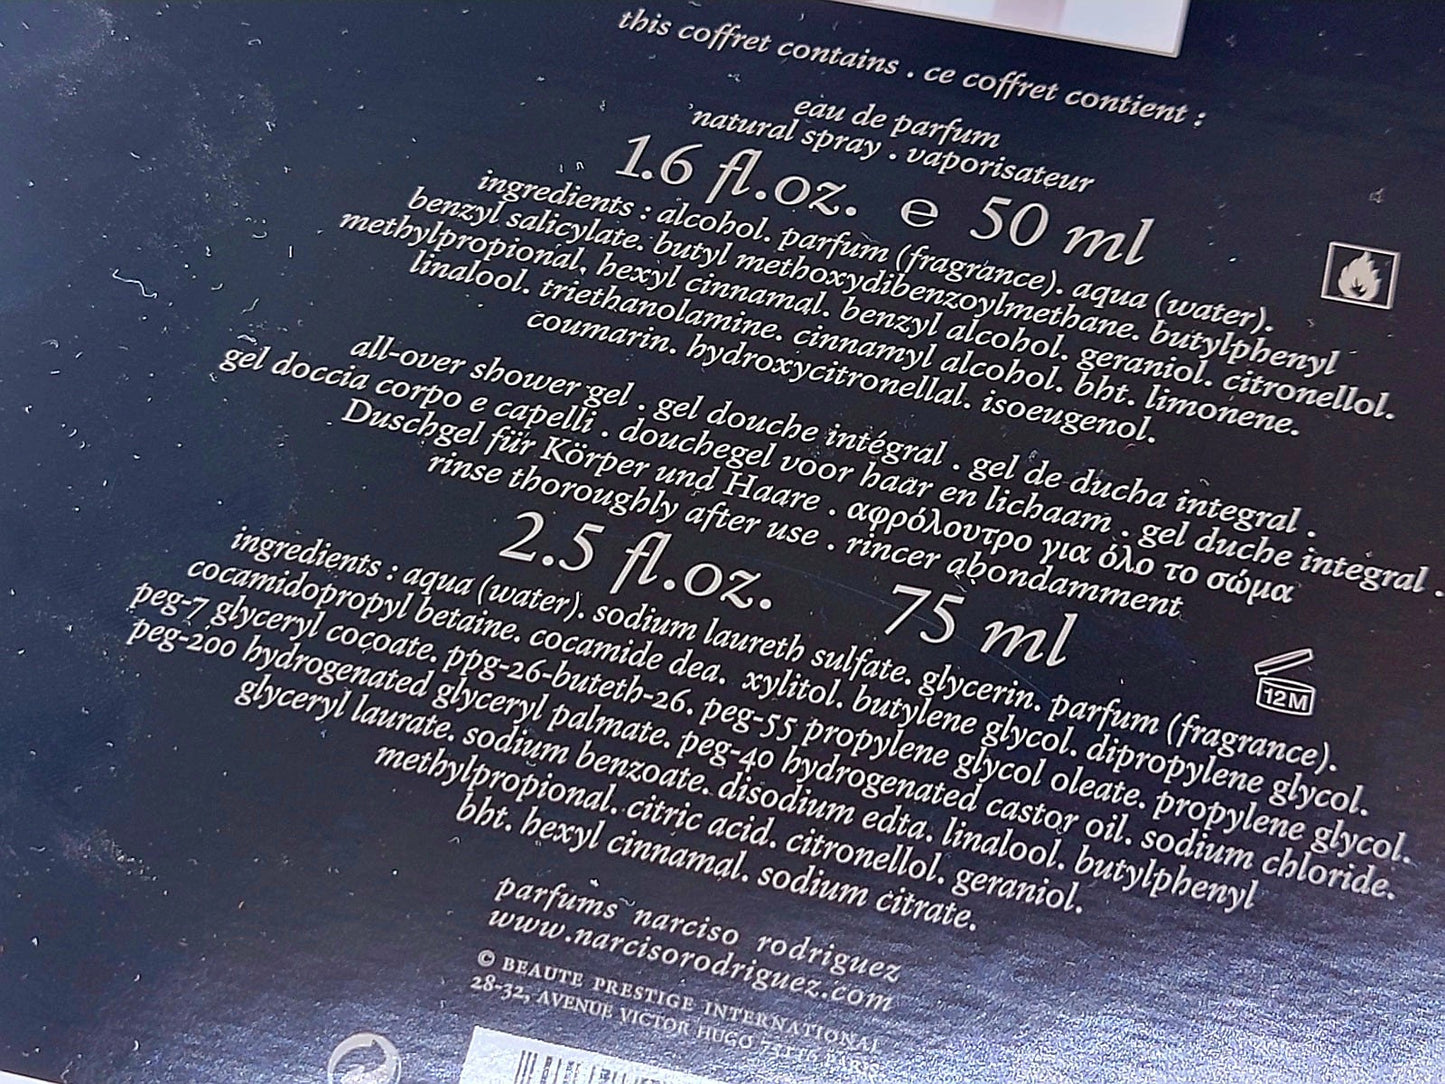 this coffret contains . ce coffret contient :
eau de parfum
natural spray . vaporisateur
1.6 fl.oz. e 50 ml
ingredients : alcohol. parfum (fragrance). aqua (water).
benzyl salicylate. butyl methoxydibenzoylmethane. butylphenyl
methylpropional. hexyl cinnamal. benzyl alcohol. geraniol. citronellol.
linalool. triethanolamine. cinnamyl alcohol. bht. limonene.
coumarin. hydroxycitronellal. isoeugenol.
all-over shower gel . gel douche intégral . gel de ducha integral .
gel doccia corpo e capelli . douchegel voor haar en lichaam . gel duche integral .
Duschgel für Körper und Haare . αφρόλουτρο για όλο το σώμα
rinse thoroughly after use . rincer abondamment
2.5 fl.oz. 75 ml
12M
ingredients : aqua (water). sodium laureth sulfate. glycerin. parfum (fragrance).
cocamidopropyl betaine. cocamide dea. xylitol. butylene glycol. dipropylene glycol.
peg-7 glyceryl cocoate. ppg-26-buteth-26. peg-55 propylene glycol oleate. propylene glycol.
peg-200 hydrogenated glyceryl palmate. peg-40 hydrogenated castor oil. sodium chloride.
glyceryl laurate. sodium benzoate. disodium edta. linalool. butylphenyl
methylpropional. citric acid. citronellol. geraniol.
bht. hexyl cinnamal. sodium citrate.
parfums narciso rodriguez
www.narcisorodriguez.com
© BEAUTE PRESTIGE INTERNATIONAL
28-32, AVENUE VICTOR HUGO 75116 PARIS